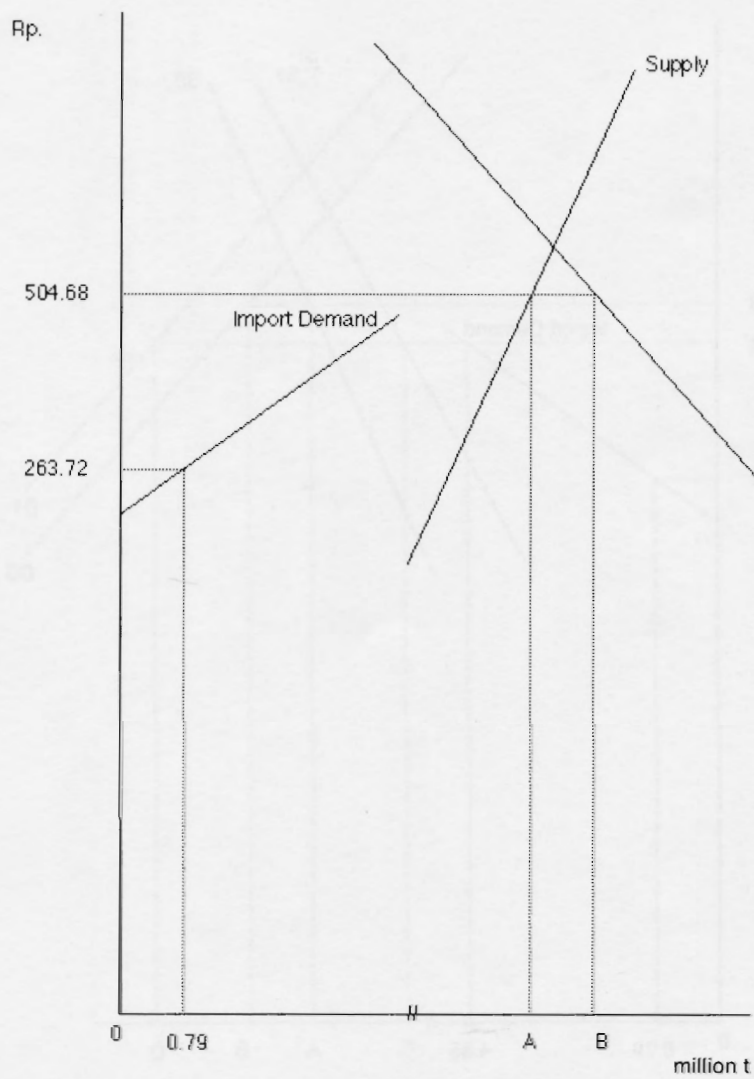 Rp.
Supply
504.68
Import Demand
263.72
0
0.79
A
B
million t